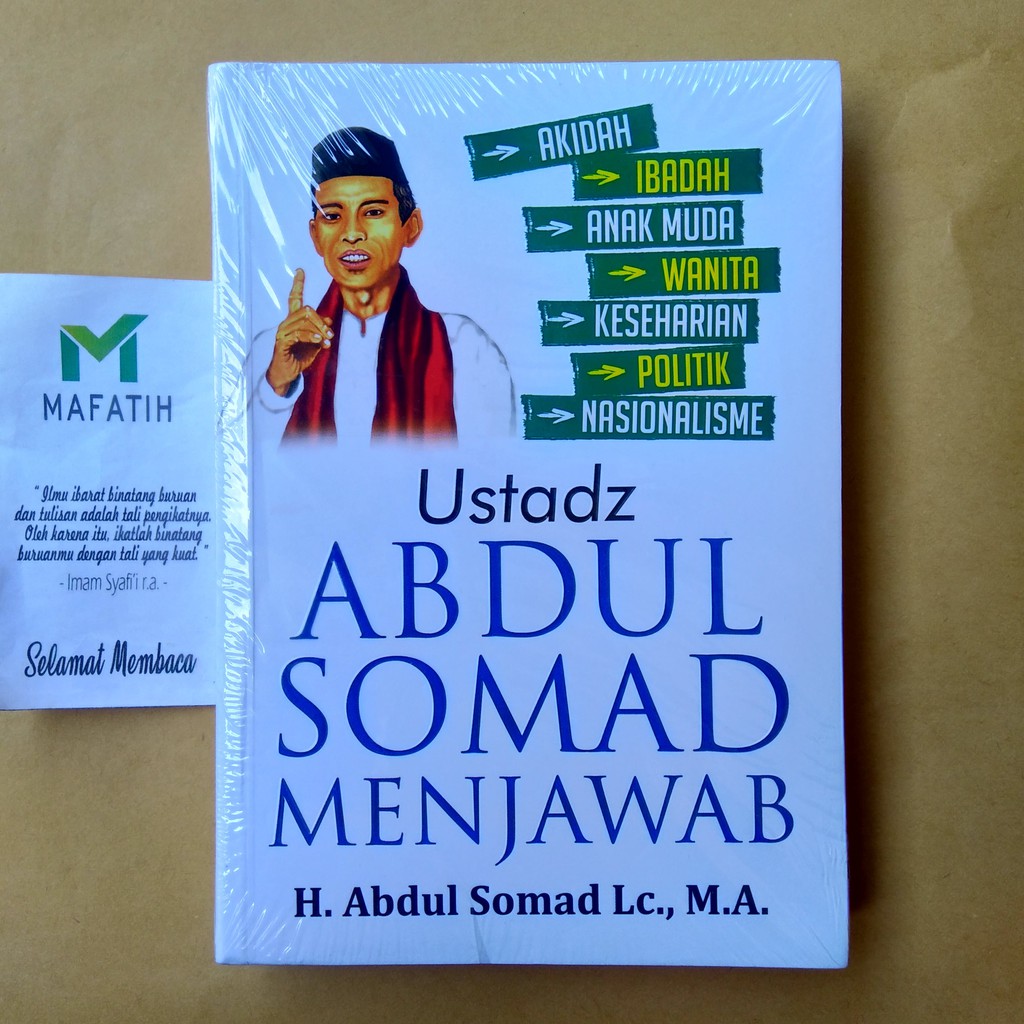 AKIDAH
IBADAH
ANAK MUDA
WANITA
KESEHARIAN
POLITIK
NASIONALISME
Ustadz
ABDUL
SOMAD
MENJAWAB
H. Abdul Somad Lc., M.A.
MAFATIH
" Ilmu ibarat binatang buruan
dan tulisan adalah tali pengikatnya.
Oleh karena itu, ikatlah binatang
buruanmu dengan tali yang kuat. "
- Imam Syafi'i r.a. -
Selamat Membaca